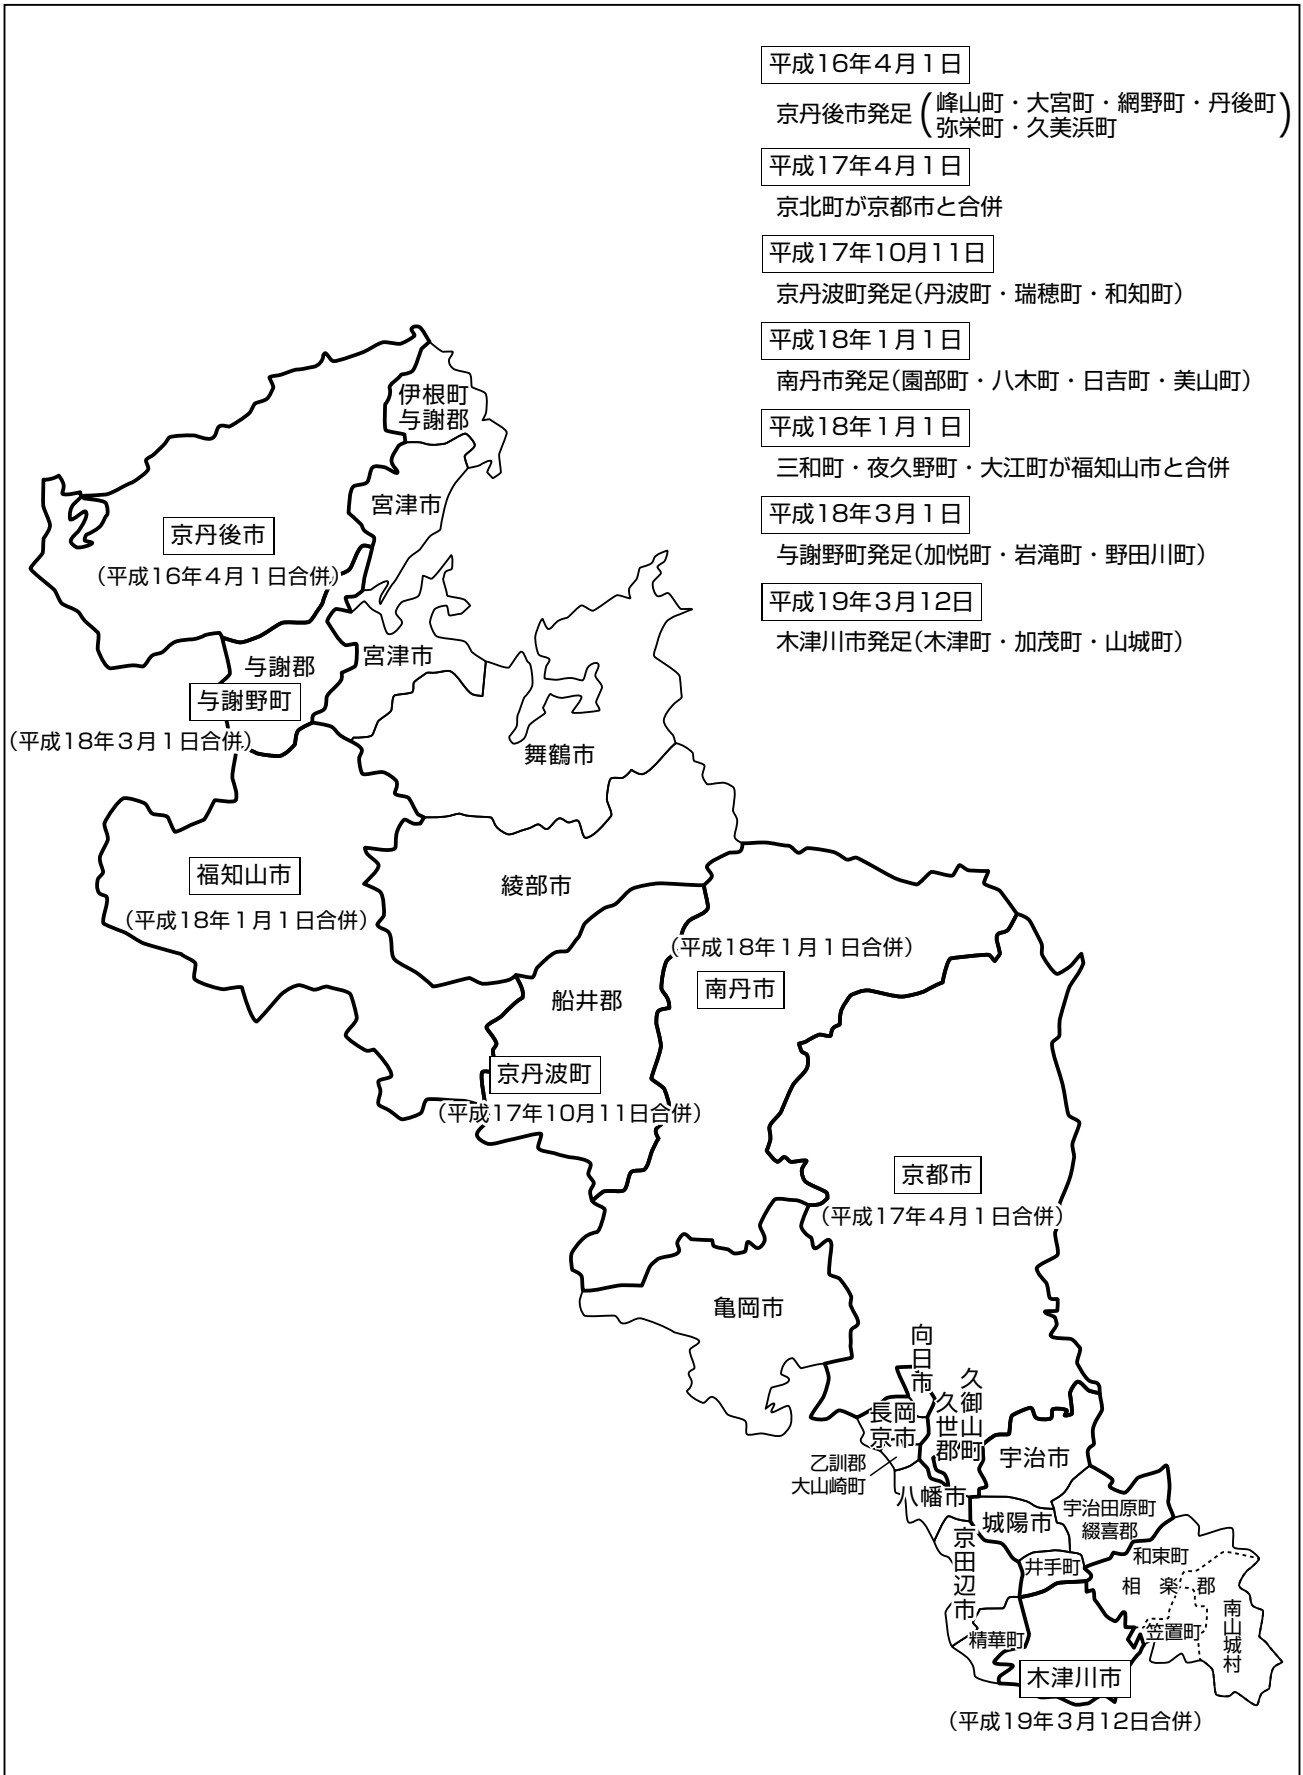 平成16年4月1日
京丹後市発足(峰山町・大宮町・網野町・丹後町
弥栄町・久美浜町)
平成17年4月1日
京北町が京都市と合併
平成17年10月11日
京丹波町発足(丹波町・瑞穂町・和知町)
平成18年1月1日
南丹市発足(園部町・八木町・日吉町・美山町)
平成18年1月1日
三和町・夜久野町・大江町が福知山市と合併
平成18年3月1日
与謝野町発足(加悦町・岩滝町・野田川町)
平成19年3月12日
木津川市発足(木津町・加茂町・山城町)
伊根町
与謝郡
宮津市
京丹後市
(平成16年4月1日合併)
宮津市
与謝郡
与謝野町
(平成18年3月1日合併)
舞鶴市
福知山市
(平成18年1月1日合併)
綾部市
(平成18年1月1日合併)
南丹市
船井郡
京丹波町
(平成17年10月11日合併)
京都市
(平成17年4月1日合併)
亀岡市
向日市
長岡
京市
久御山町
久世郡
乙訓郡
大山崎町
八幡市
宇治市
城陽市
宇治田原町
綴喜郡
京田辺市
井手町
和束町
相楽郡
笠置町
南山城村
精華町
木津川市
(平成19年3月12日合併)